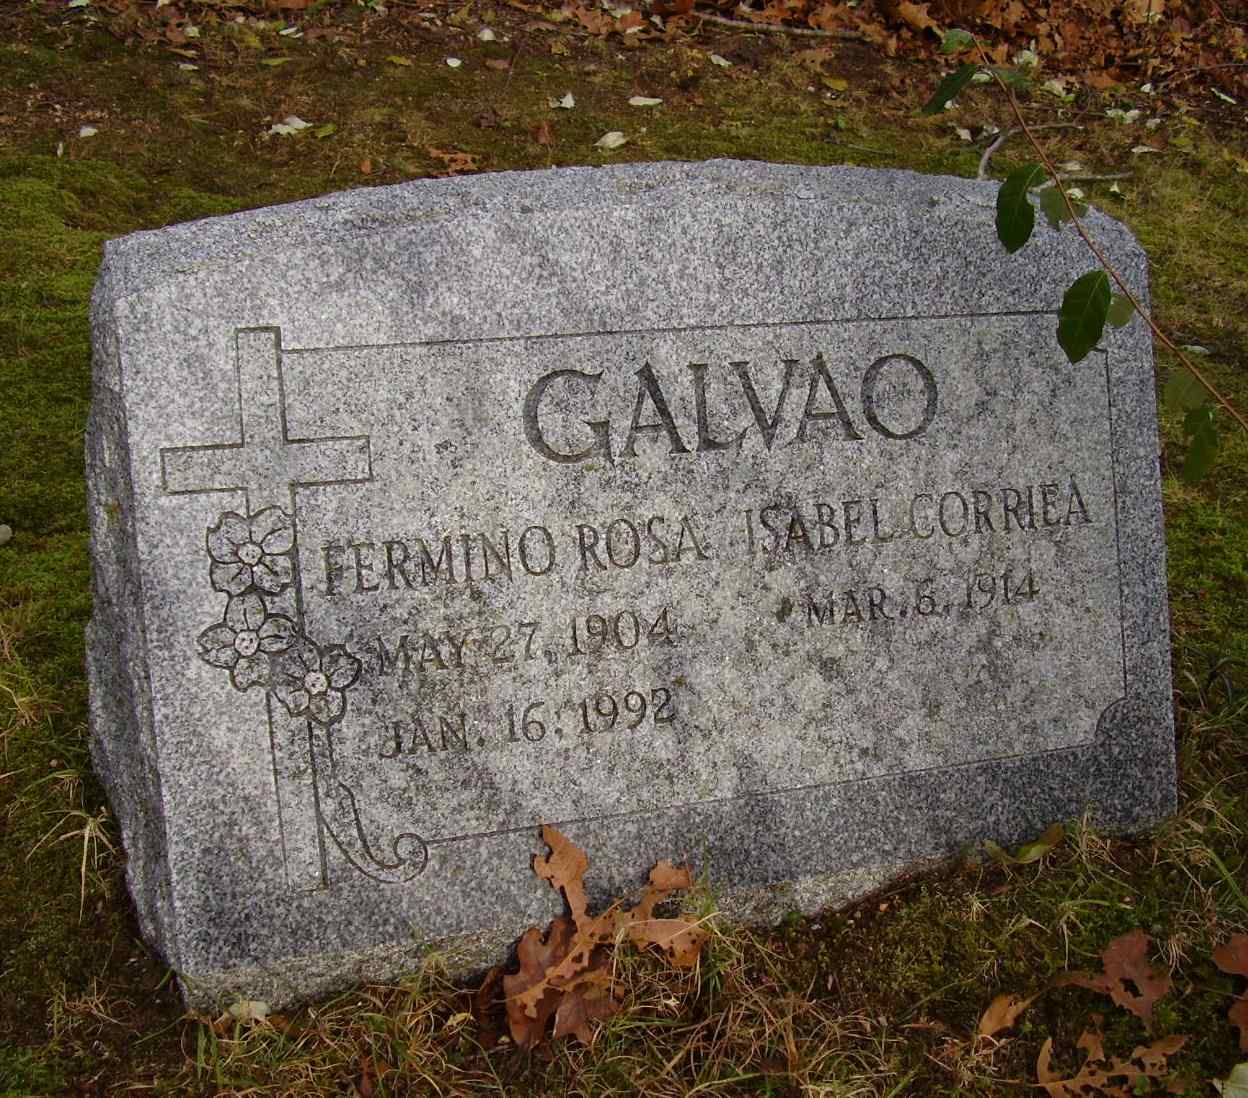 GALVAO
FERMINO ROSA ISABEL CORRIEA
MAY 27, 1904 MAR. 6, 1914
JAN. 16, 1992